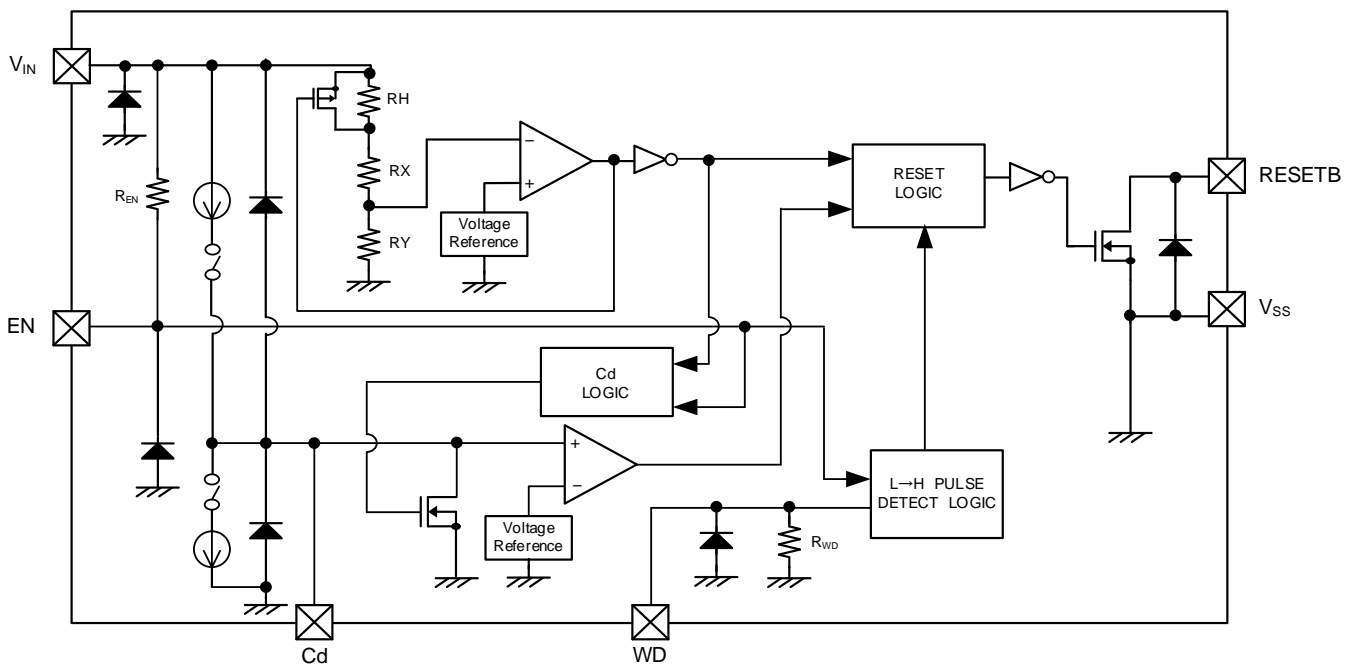 VIN
RH
RX
RY
REN
−
+
Voltage
Reference
RESET
LOGIC
RESETB
EN
VSS
Cd
LOGIC
+
−
Voltage
Reference
L→H PULSE
DETECT LOGIC
RWD
Cd
WD